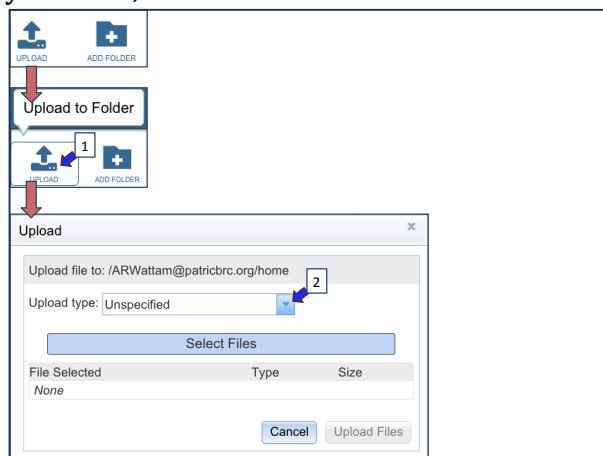 UPLOAD ADD FOLDER
Upload to Folder
1
UPLOAD ADD FOLDER
Upload x
Upload file to: /ARWattam@patricbrc.org/home
2
Upload type: Unspecified
Select Files
File Selected Type Size
None
Cancel Upload Files